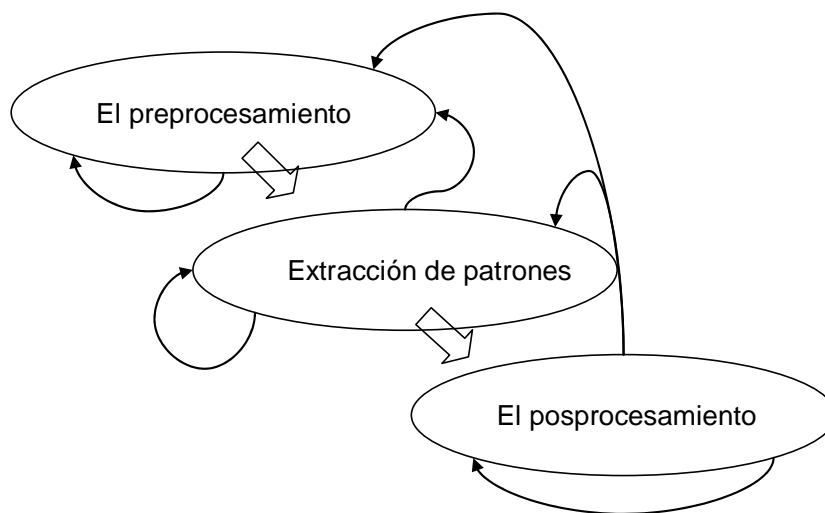 El preprocesamiento
Extracción de patrones
El posprocesamiento